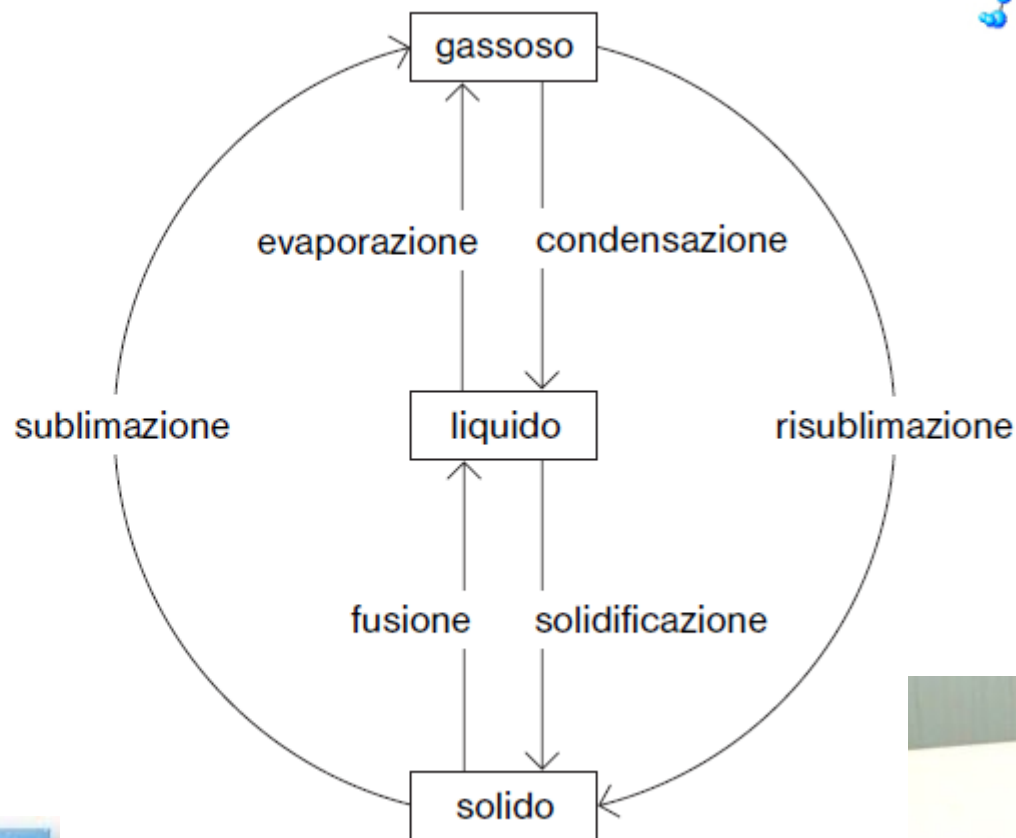 gassoso
evaporazione
condensazione
sublimazione
liquido
risublimazione
fusione
solidificazione
solido